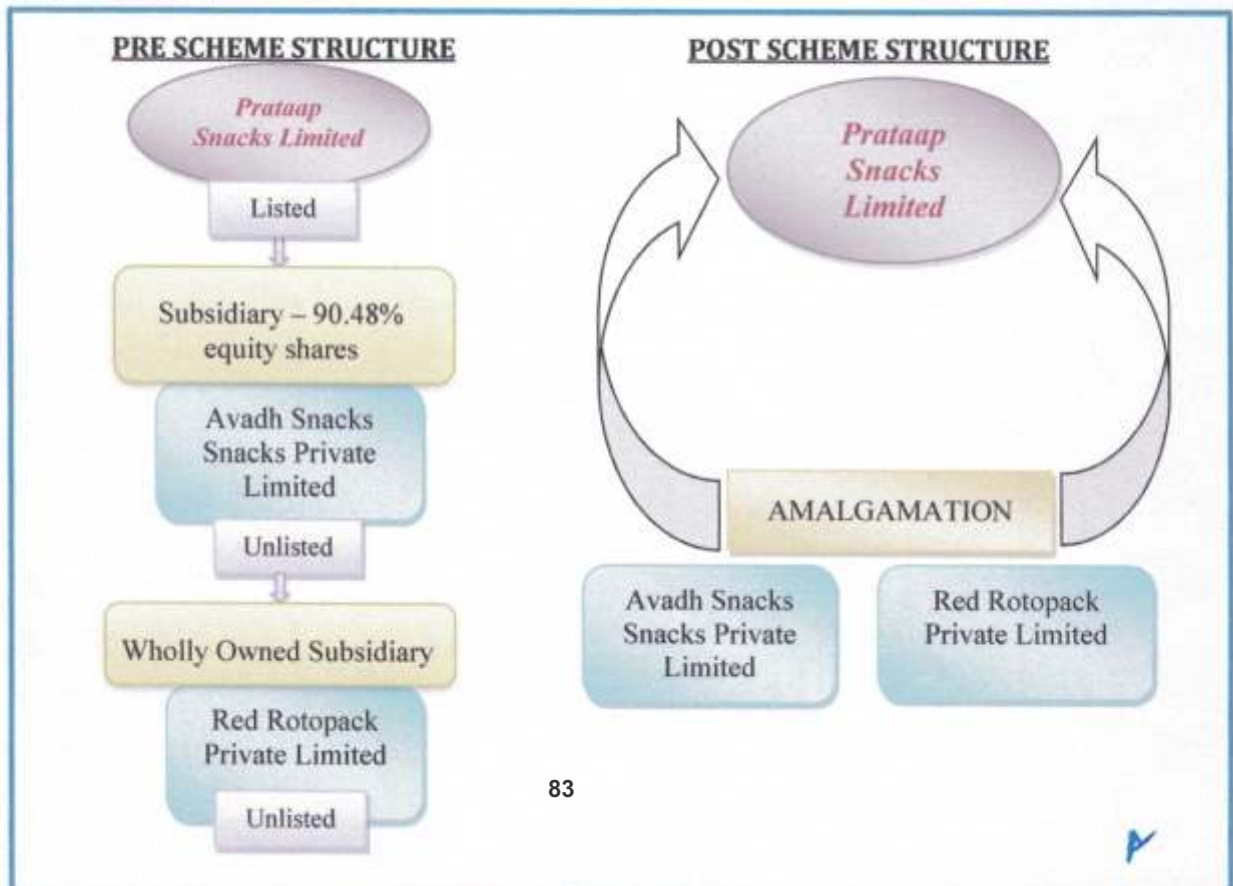 PRE SCHEME STRUCTURE
Prataap
Snacks Limited
Listed
Subsidiary – 90.48%
equity shares
Avadh Snacks
Snacks Private
Limited
Unlisted
Wholly Owned Subsidiary
Red Rotopack
Private Limited
Unlisted
POST SCHEME STRUCTURE
Prataap
Snacks
Limited
AMALGAMATION
Avadh Snacks
Snacks Private
Limited
Red Rotopack
Private Limited
83